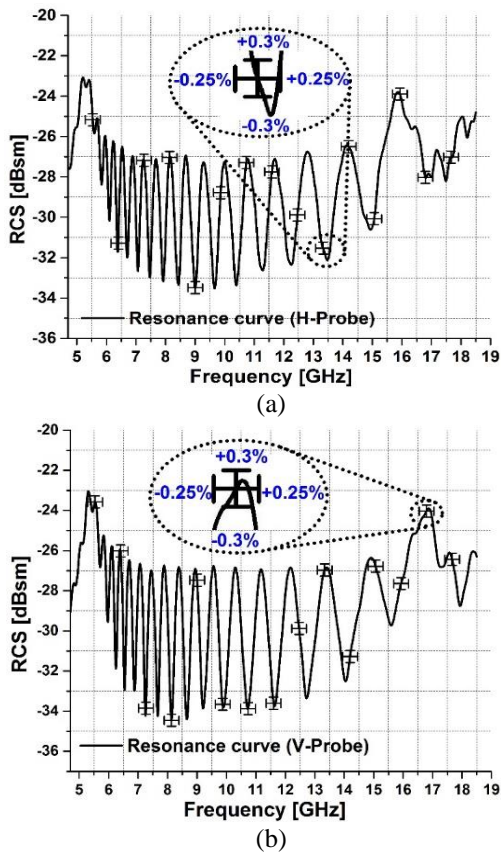 -20
-22
-24
-26
-28
-30
-32
-34
-36
RCS [dBsm]
+0.3%
-0.25% +0.25%
-0.3%
Resonance curve (H-Probe)
5 6 7 8 9 10 11 12 13 14 15 16 17 18 19
Frequency [GHz]
(a)
-20
-22
-24
-26
-28
-30
-32
-34
-36
RCS [dBsm]
+0.3%
-0.25% +0.25%
-0.3%
Resonance curve (V-Probe)
5 6 7 8 9 10 11 12 13 14 15 16 17 18 19
Frequency [GHz]
(b)